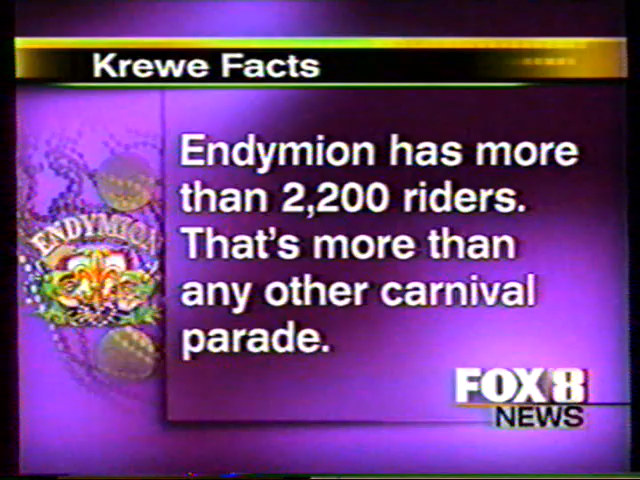 Krewe Facts
Endymion has more
than 2,200 riders.
That's more than
any other carnival
parade.
ENDYMION
FOX 8
NEWS